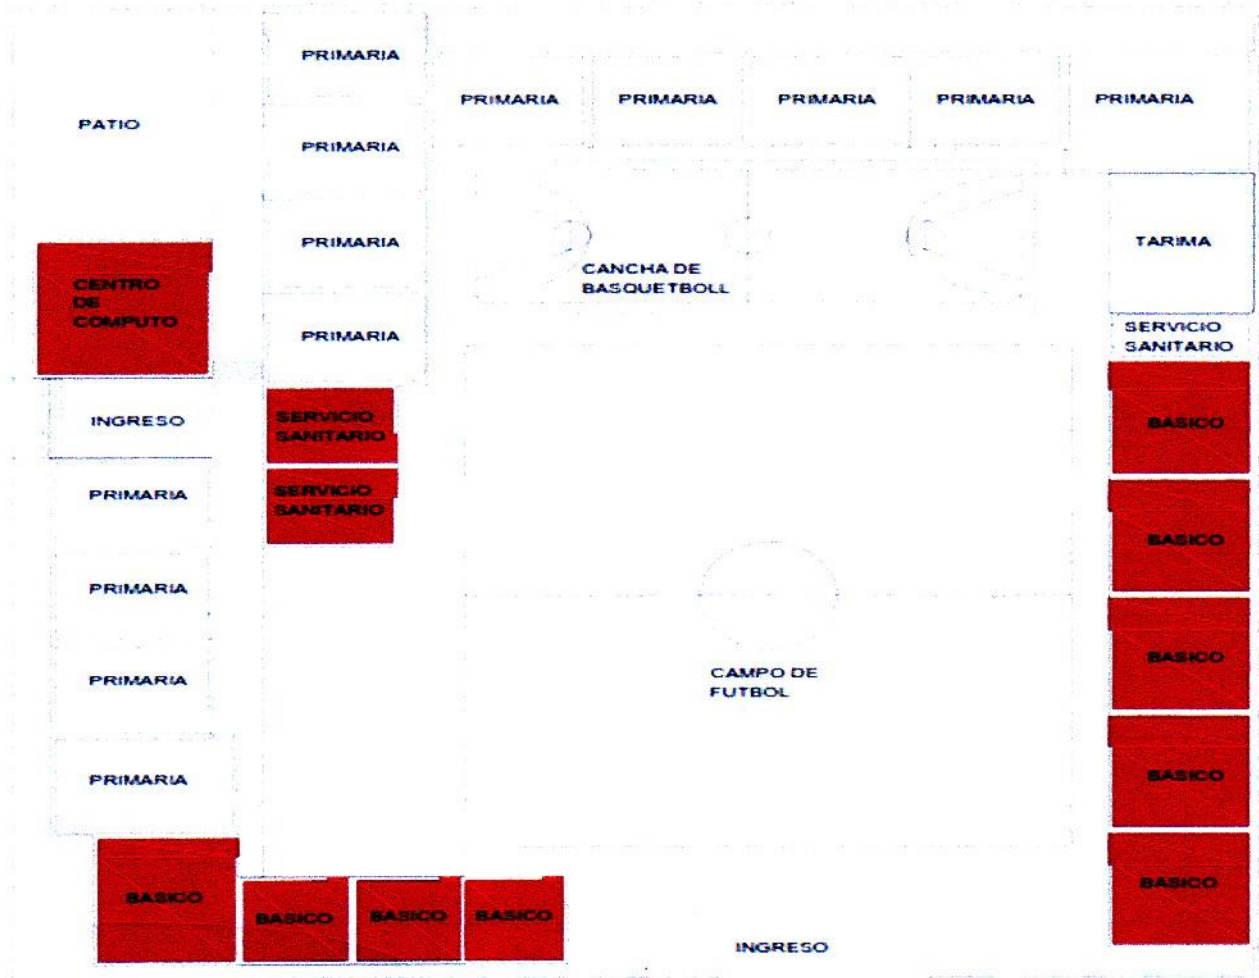 PRIMARIA
PRIMARIA
PRIMARIA
PRIMARIA
PRIMARIA
PRIMARIA
PATIO
PRIMARIA
PRIMARIA
TARIMA
CANCHA DE
BASQUETBOLL
CENTRO
DE
COMPUTO
PRIMARIA
SERVICIO
SANITARIO
INGRESO
SERVICIO
SANITARIO
BASICO
PRIMARIA
SERVICIO
SANITARIO
BASICO
PRIMARIA
BASICO
PRIMARIA
CAMPO DE
FUTBOL
PRIMARIA
BASICO
BASICO
BASICO
BASICO
BASICO
BASICO
INGRESO